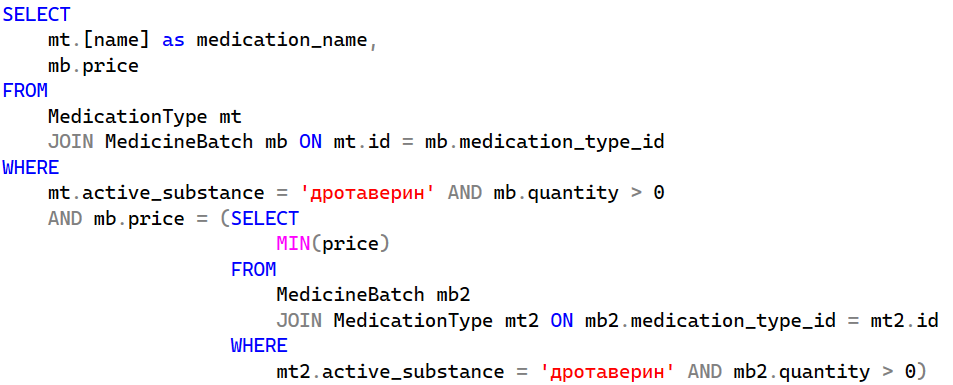 SELECT
    mt.[name] as medication_name,
    mb.price
FROM
    MedicationType mt
    JOIN MedicineBatch mb ON mt.id = mb.medication_type_id
WHERE
    mt.active_substance = 'дротаверин' AND mb.quantity > 0
    AND mb.price = (SELECT
                        MIN(price)
                    FROM
                        MedicineBatch mb2
                        JOIN MedicationType mt2 ON mb2.medication_type_id = mt2.id
                    WHERE
                        mt2.active_substance = 'дротаверин' AND mb2.quantity > 0)